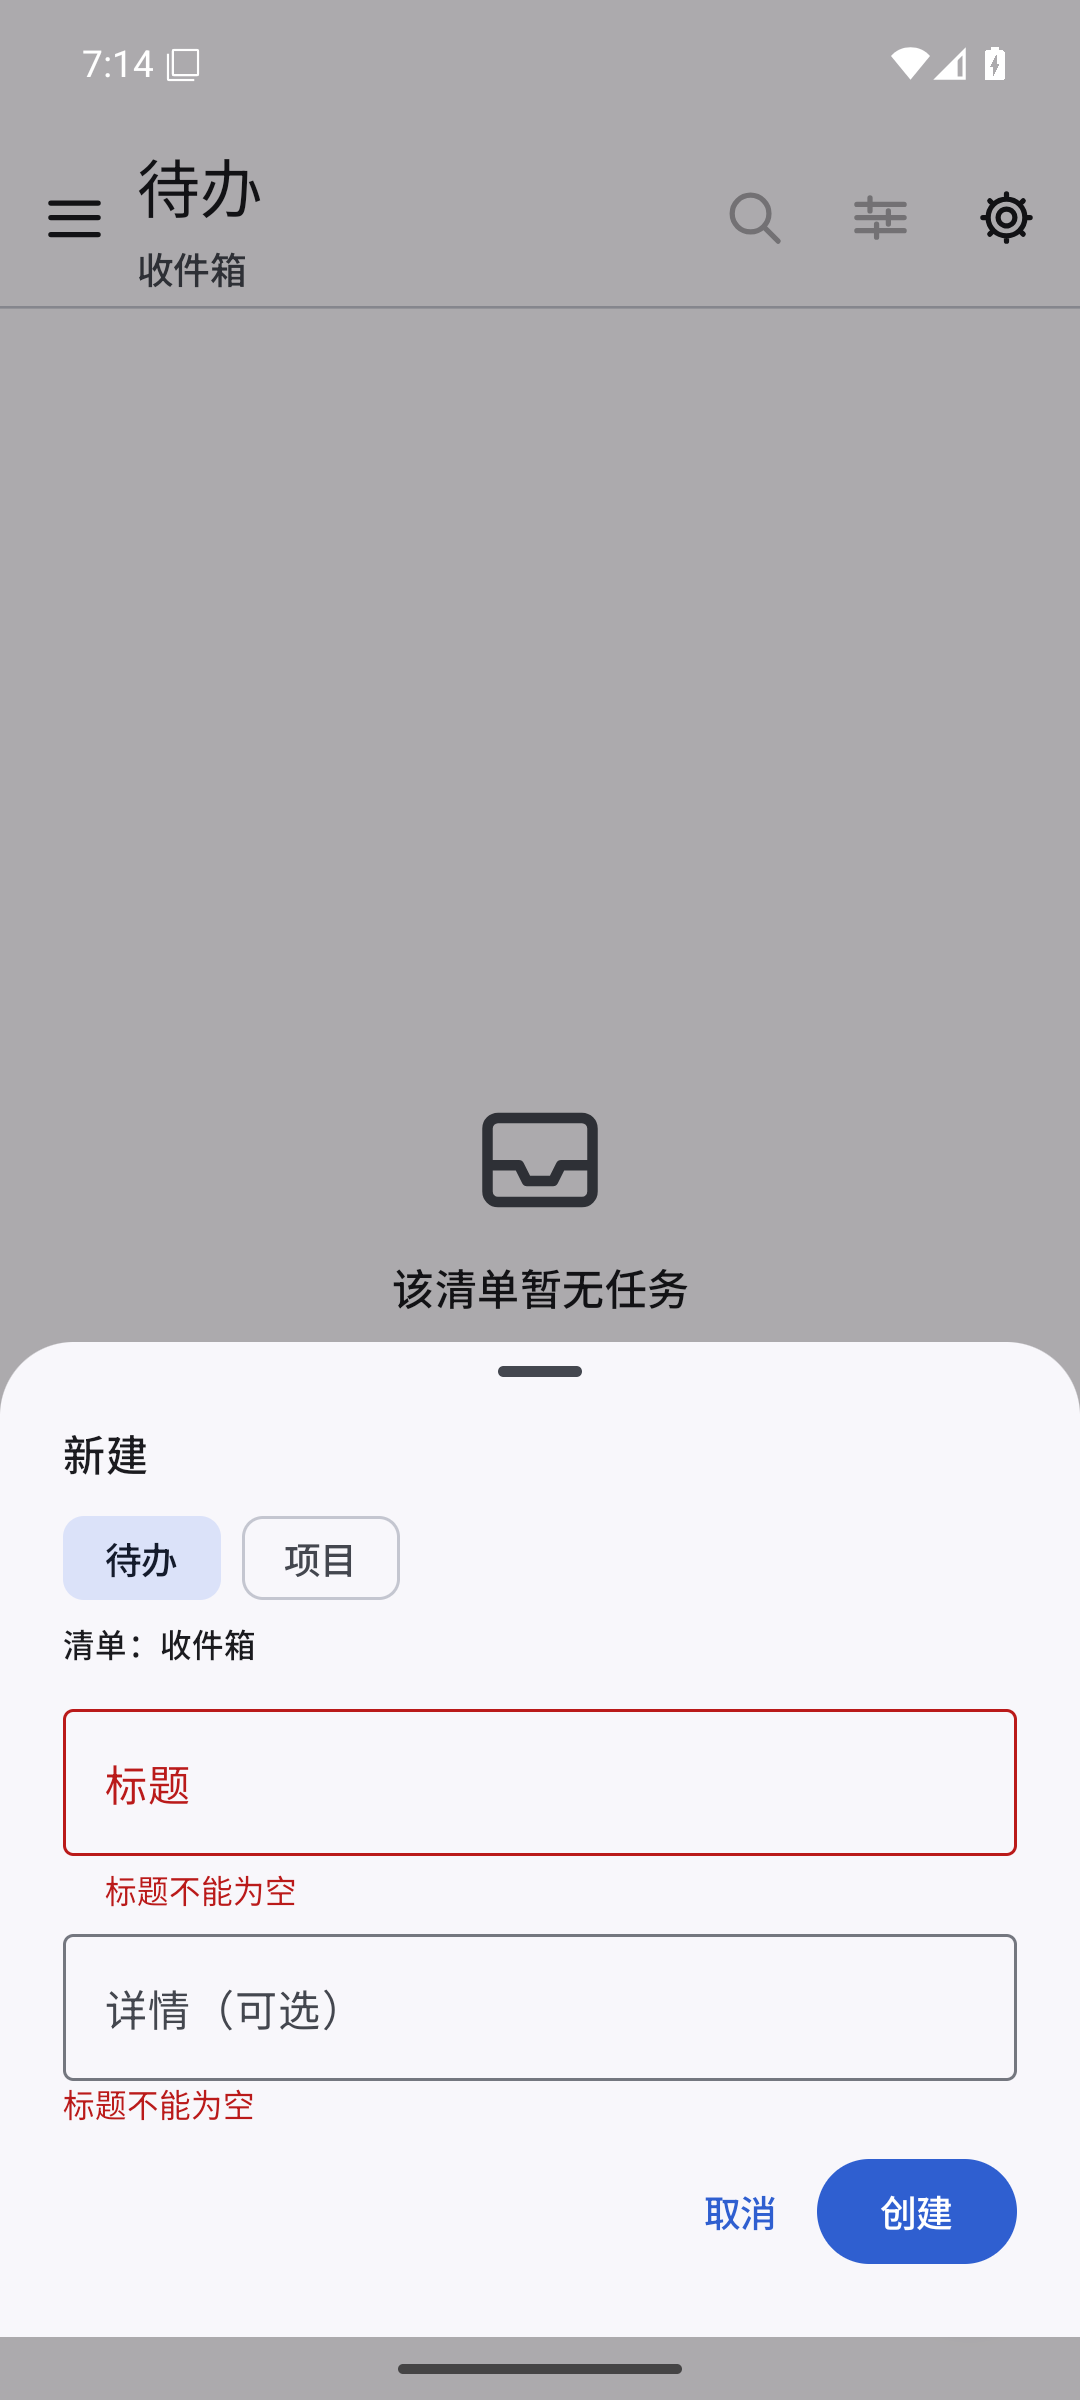 7:14
待办
收件箱
该清单暂无任务
新建
待办
项目
清单：收件箱
标题
标题不能为空
详情（可选）
标题不能为空
取消
创建